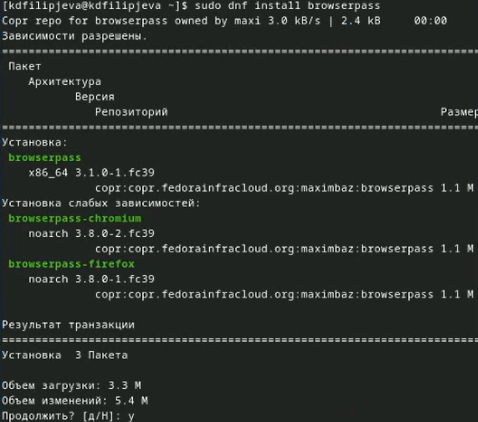 [kdfilipjeva@kdfilipjeva ~]$ sudo dnf install browserpass
Copr repo for browserpass owned by maxi 3.0 kB/s | 2.4 kB     00:00
Зависимости разрешены.
================================================================================
Пакет
Архитектура
Версия
Репозиторий Размер
================================================================================
Установка:
browserpass
x86_64 3.1.0-1.fc39
copr:copr.fedorainfracloud.org:maximbaz:browserpass 1.1 M
Установка слабых зависимостей:
browserpass-chromium
noarch 3.8.0-2.fc39
copr:copr.fedorainfracloud.org:maximbaz:browserpass 1.1 M
browserpass-firefox
noarch 3.8.0-1.fc39
copr:copr.fedorainfracloud.org:maximbaz:browserpass 1.1 M
Результат транзакции
================================================================================
Установка  3 Пакета
Объем загрузки: 3.3 M
Объем изменений: 5.4 M
Продолжить? [д/Н]: y